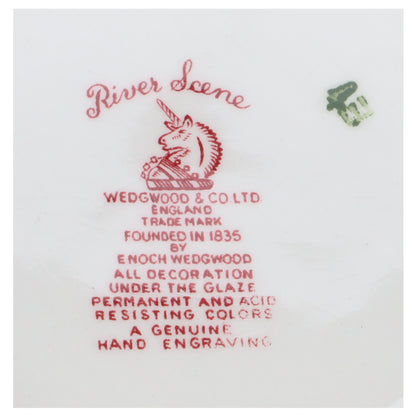 River Scene
WEDGWOOD & CO LTD
ENGLAND
TRADE MARK
FOUNDED IN 1835
BY
ENOCH WEDGWOOD
ALL DECORATION
UNDER THE GLAZE
PERMANENT AND ACID
RESISTING COLORS
A GENUINE
HAND ENGRAVING